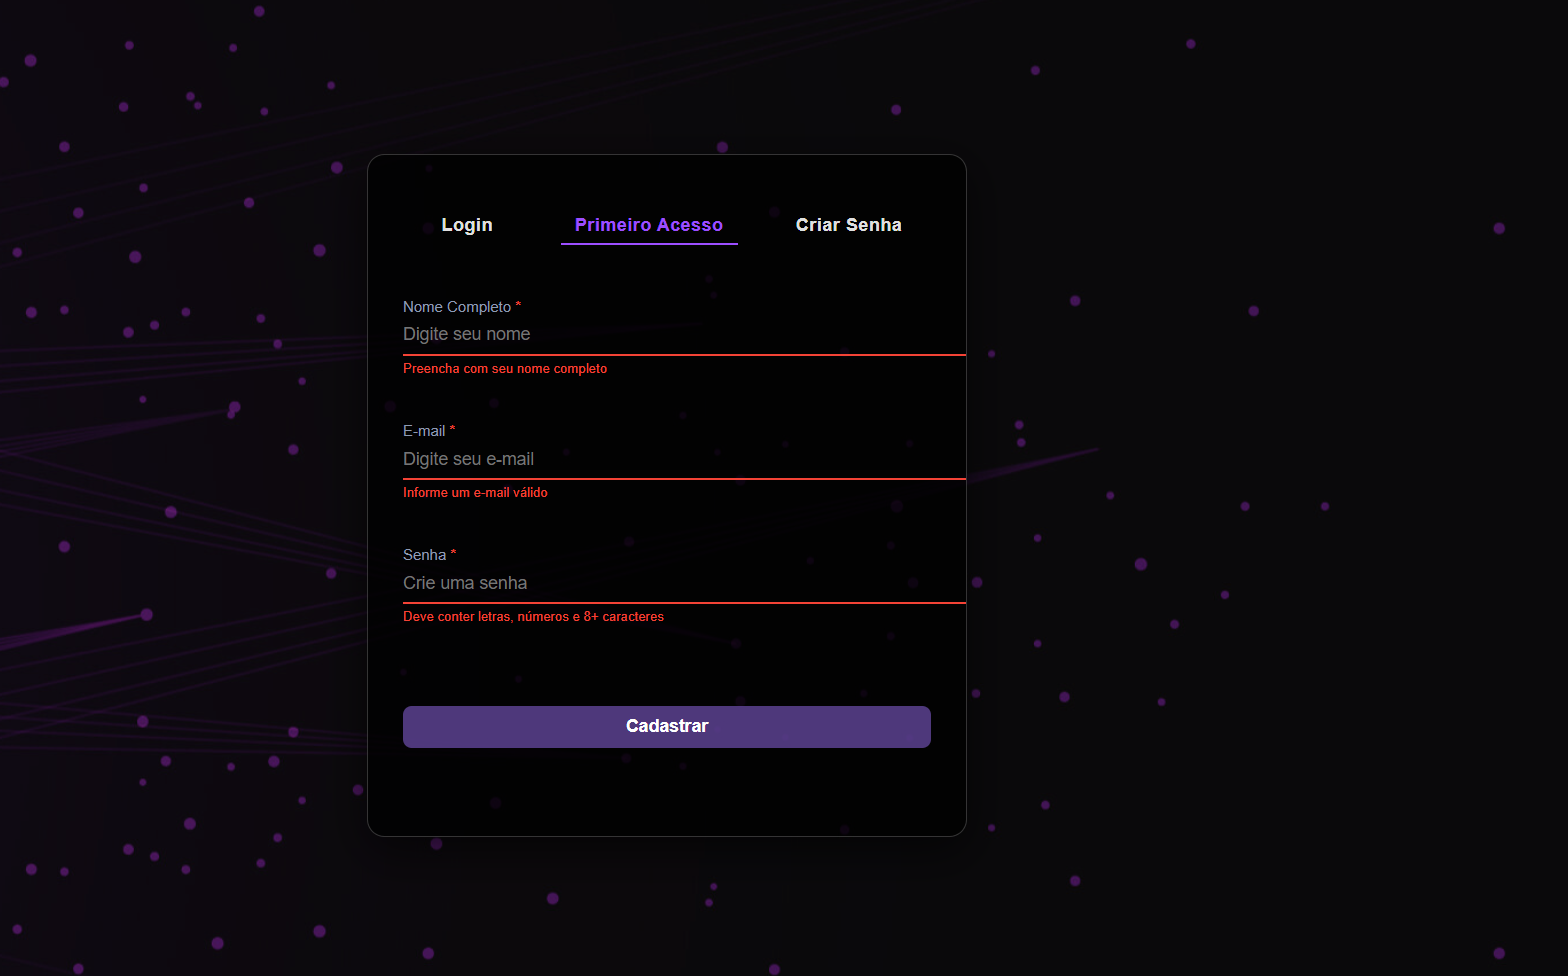 Login Primeiro Acesso Criar Senha
Nome Completo *
Digite seu nome
Preencha com seu nome completo
E-mail *
Digite seu e-mail
Informe um e-mail válido
Senha *
Crie uma senha
Deve conter letras, números e 8+ caracteres
Cadastrar